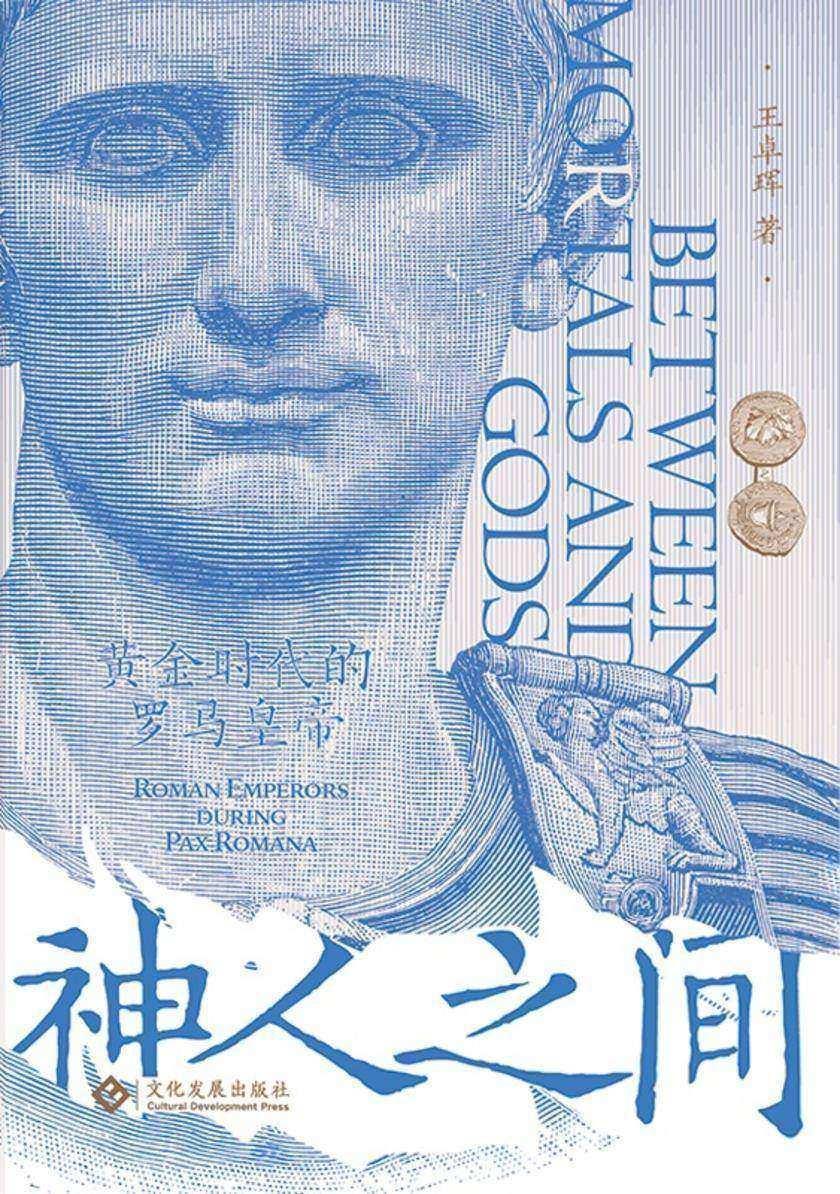 王卓珲 著
BETWEEN
MORTALS AND
GODS
黄金时代的
罗马皇帝
ROMAN EMPERORS
DURING
PAX ROMANA
神人之间
文化发展出版社
Cultural Development Press